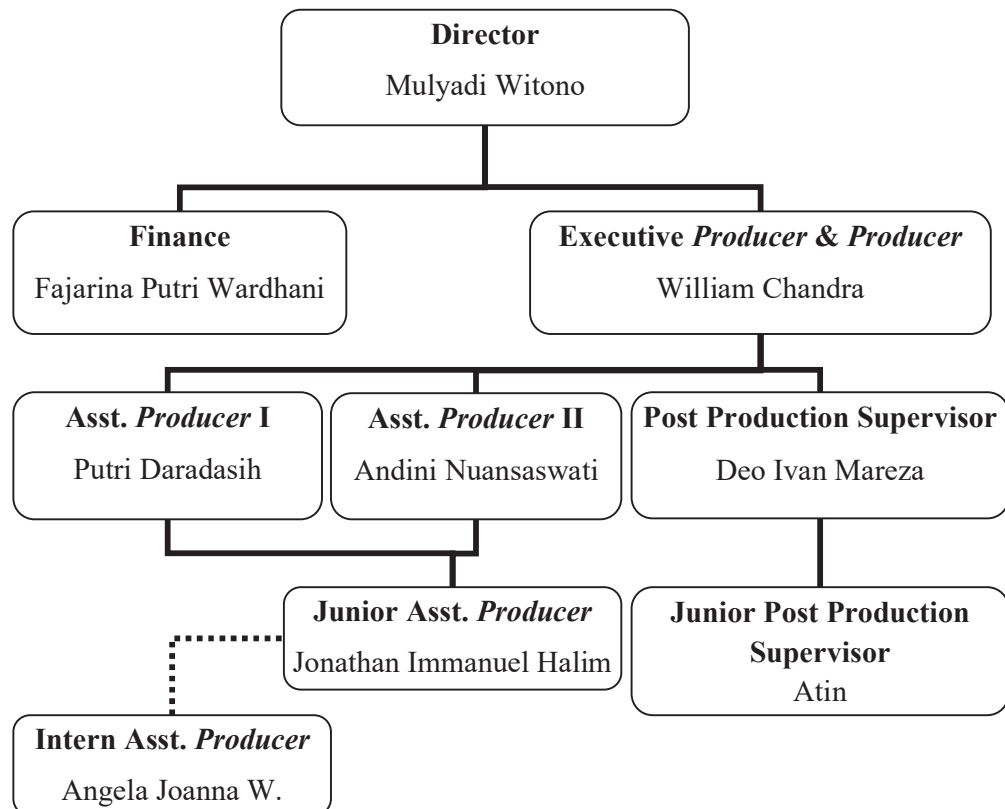 Director
Mulyadi Witono
Finance
Fajarina Putri Wardhani
Executive Producer & Producer
William Chandra
Asst. Producer I
Putri Daradasih
Asst. Producer II
Andini Nuansaswati
Post Production Supervisor
Deo Ivan Mareza
Junior Asst. Producer
Jonathan Immanuel Halim
Junior Post Production
Supervisor
Atin
Intern Asst. Producer
Angela Joanna W.